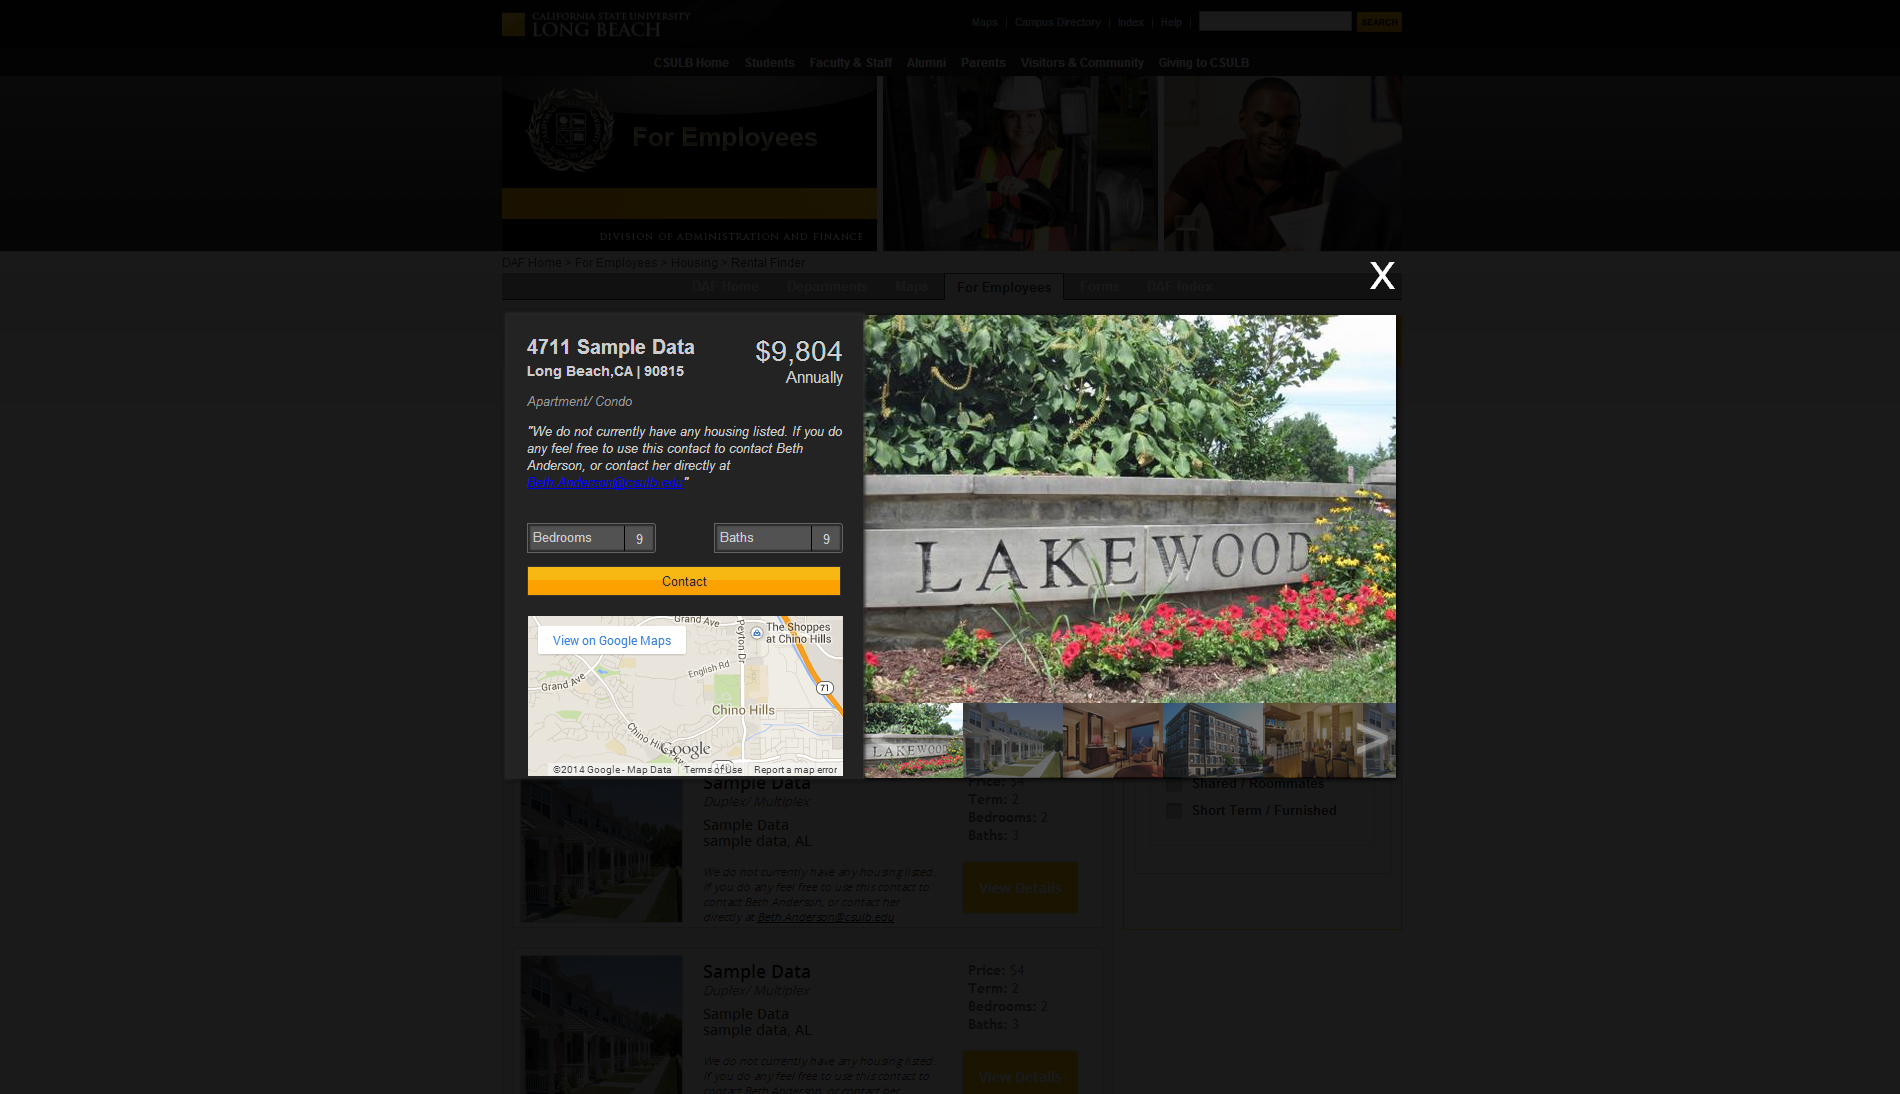 CALIFORNIA STATE UNIVERSITY
LONG BEACH
Maps | Campus Directory | Index | Help |
SEARCH
CSULB Home Students Faculty & Staff Alumni Parents Visitors & Community Giving to CSULB
For Employees
DIVISION OF ADMINISTRATION AND FINANCE
DAF Home > For Employees > Housing > Rental Finder
DAF Home Departments Maps For Employees Forms DAF Index
X
4711 Sample Data
$9,804
Long Beach,CA | 90815
Annually
Apartment/ Condo
"We do not currently have any housing listed. If you do
any feel free to use this contact to contact Beth
Anderson, or contact her directly at
Beth.Anderson@csulb.edu"
Bedrooms 9
Baths 9
Contact
View on Google Maps
Grand Ave
Peyton Dr
The Shoppes
at Chino Hills
English Rd
Grand Ave
71
Chino Hills
Google
©2014 Google - Map Data
Terms of Use
Report a map error
LAKEWOOD
LAKEWOOD
>
Sample Data
Duplex/ Multiplex
Sample Data
sample data, AL
We do not currently have any housing listed.
If you do any feel free to use this contact to
contact Beth Anderson, or contact her
directly at Beth.Anderson@csulb.edu
Price: $4
Term: 2
Bedrooms: 2
Baths: 3
View Details
Shared / Roommates
Short Term / Furnished
Sample Data
Duplex/ Multiplex
Sample Data
sample data, AL
We do not currently have any housing listed.
If you do any feel free to use this contact to
contact Beth Anderson, or contact her
Price: $4
Term: 2
Bedrooms: 2
Baths: 3
View Details